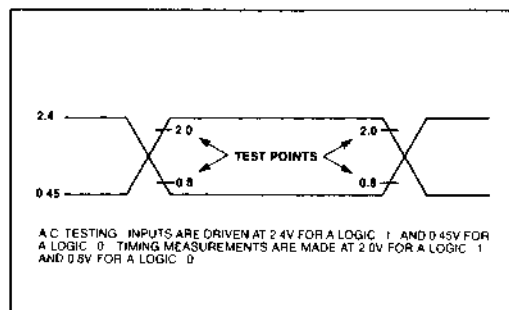 2.4
2.0
2.0
TEST POINTS
0.8
0.8
0.45
A C TESTING INPUTS ARE DRIVEN AT 2 4V FOR A LOGIC 1 AND 0 45V FOR
A LOGIC 0 TIMING MEASUREMENTS ARE MADE AT 2 0V FOR A LOGIC 1
AND 0 8V FOR A LOGIC 0